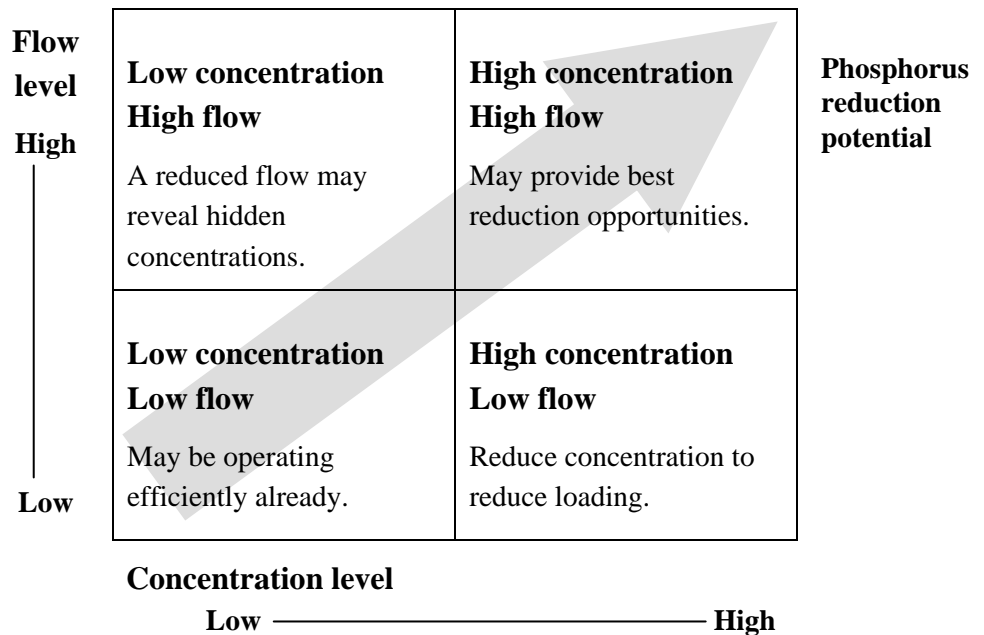 Flow
level
High
Low
Low concentration
High flow
A reduced flow may
reveal hidden
concentrations.
High concentration
High flow
May provide best
reduction opportunities.
Phosphorus
reduction
potential
Low concentration
Low flow
May be operating
efficiently already.
High concentration
Low flow
Reduce concentration to
reduce loading.
Concentration level
Low High